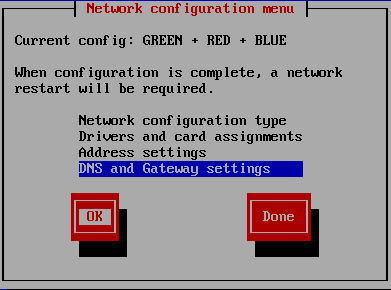 Network configuration menu
Current config: GREEN + RED + BLUE
When configuration is complete, a network
restart will be required.
Network configuration type
Drivers and card assignments
Address settings
DNS and Gateway settings
OK Done